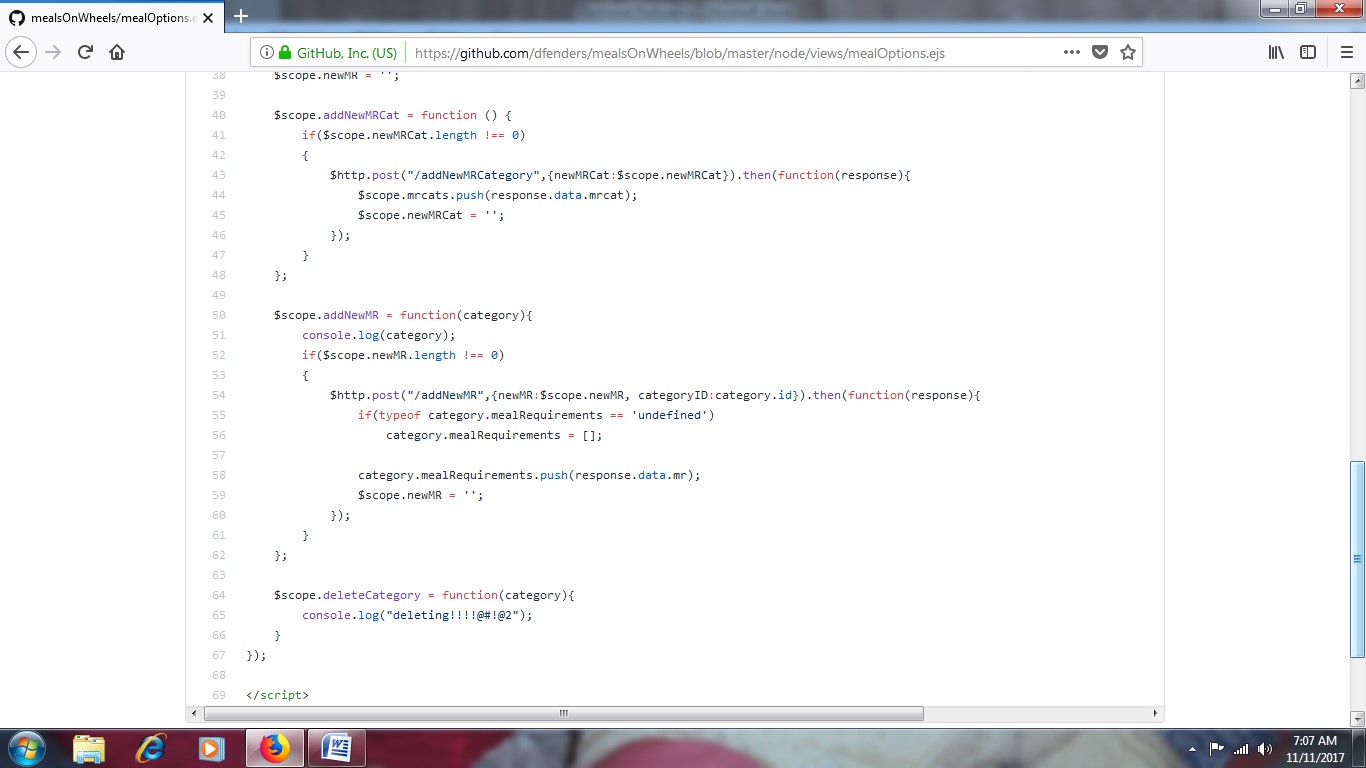 mealsOnWheels/mealOptions.e
GitHub, Inc. (US)
https://github.com/dfenders/mealsOnWheels/blob/master/node/views/mealOptions.ejs
38 $scope.newMR = '';
39
40 $scope.addNewMRCat = function () {
41 if($scope.newMRCat.length !== 0)
42 {
43 $http.post("/addNewMRCategory",{newMRCat:$scope.newMRCat}).then(function(response){
44 $scope.mrcats.push(response.data.mrcat);
45 $scope.newMRCat = '';
46 });
47 }
48 };
49
50 $scope.addNewMR = function(category){
51 console.log(category);
52 if($scope.newMR.length !== 0)
53 {
54 $http.post("/addNewMR",{newMR:$scope.newMR, categoryID:category.id}).then(function(response){
55 if(typeof category.mealRequirements == 'undefined')
56 category.mealRequirements = [];
57
58 category.mealRequirements.push(response.data.mr);
59 $scope.newMR = '';
60 });
61 }
62 };
63
64 $scope.deleteCategory = function(category){
65 console.log("deleting!!!!@#!@2");
66 }
67 });
68
69 </script>
7:07 AM
11/11/2017